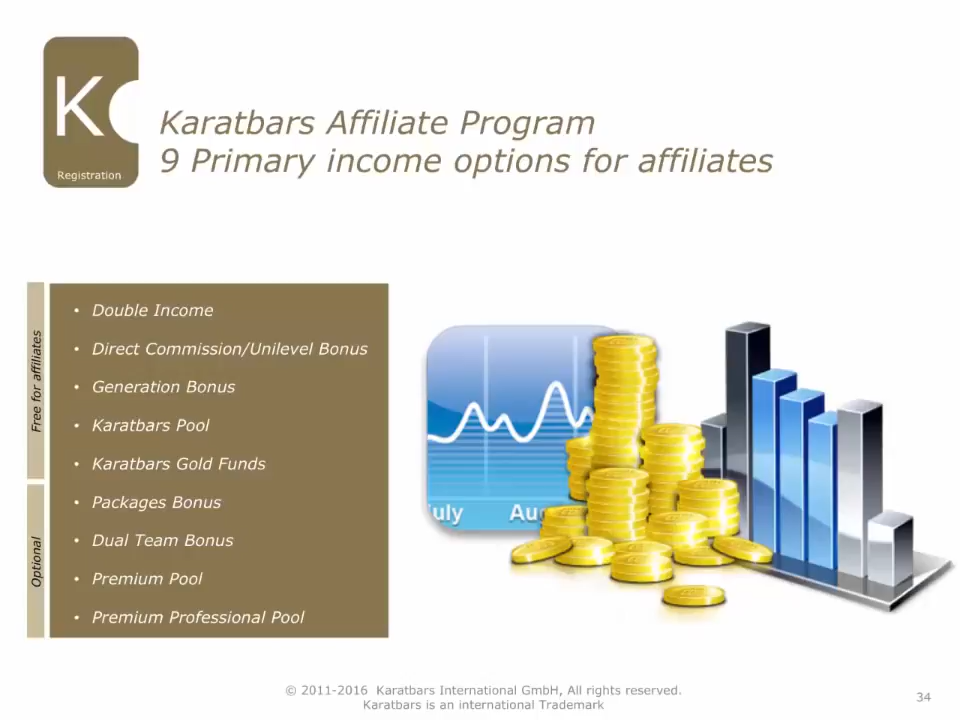 K
Registration
Karatbars Affiliate Program
9 Primary income options for affiliates
Free for affiliates
• Double Income
• Direct Commission/Unilevel Bonus
• Generation Bonus
• Karatbars Pool
• Karatbars Gold Funds
Optional
• Packages Bonus
• Dual Team Bonus
• Premium Pool
• Premium Professional Pool
uly Aug
© 2011-2016 Karatbars International GmbH, All rights reserved.
Karatbars is an international Trademark
34